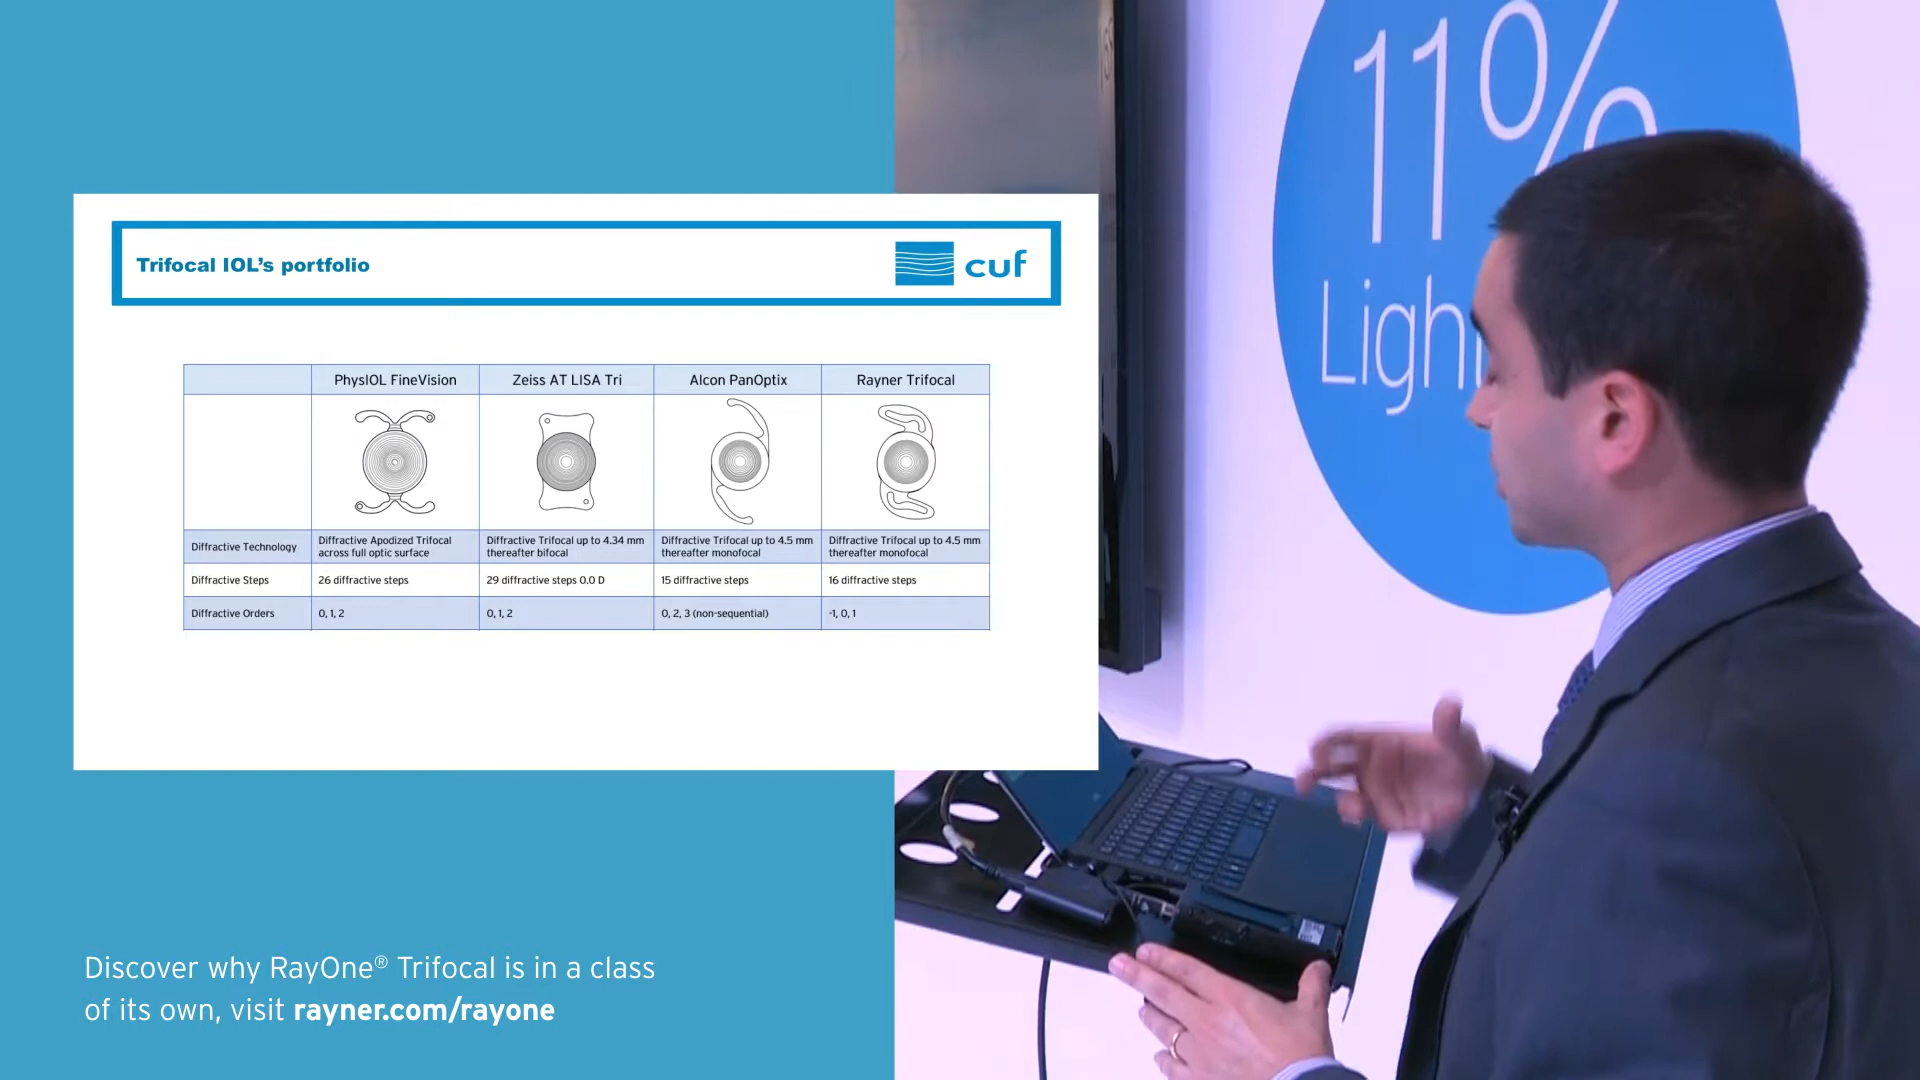 Trifocal IOL's portfolio
cuf
PhysIOL FineVision
Zeiss AT LISA Tri
Alcon PanOptix
Rayner Trifocal
Diffractive Technology
Diffractive Apodized Trifocal
across full optic surface
Diffractive Trifocal up to 4.34 mm
thereafter bifocal
Diffractive Trifocal up to 4.5 mm
thereafter monofocal
Diffractive Trifocal up to 4.5 mm
thereafter monofocal
Diffractive Steps
26 diffractive steps
29 diffractive steps 0.0 D
15 diffractive steps
16 diffractive steps
Diffractive Orders
0, 1, 2
0, 1, 2
0, 2, 3 (non-sequential)
-1, 0, 1
Discover why RayOne® Trifocal is in a class
of its own, visit rayner.com/rayone
11%